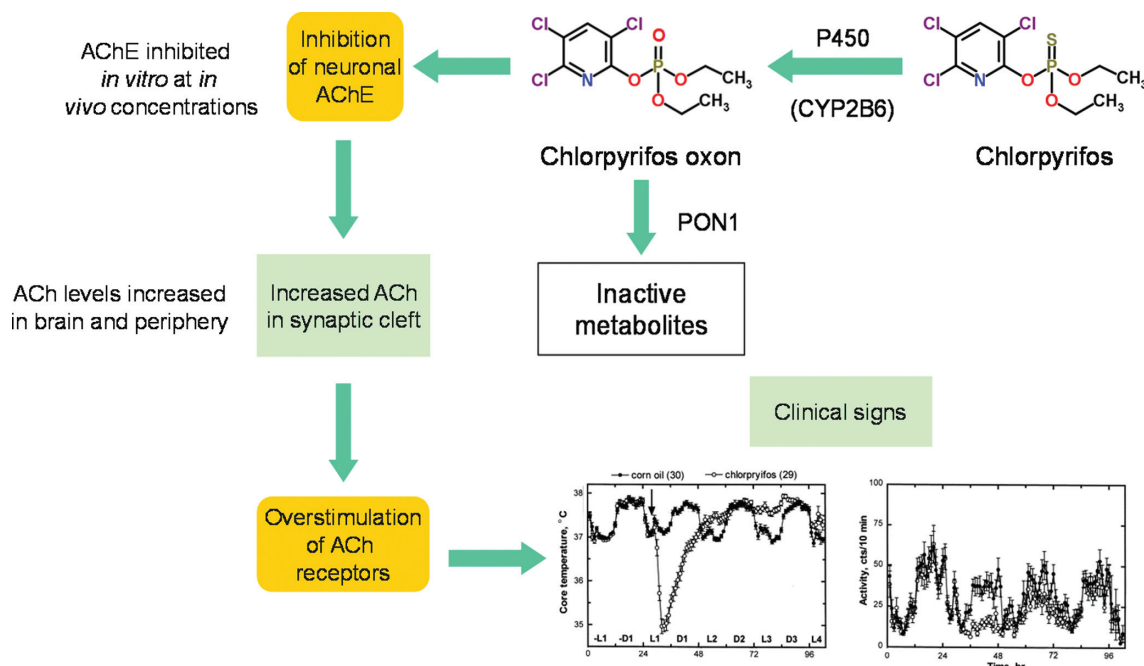 AChE inhibited
in vitro at in
vivo concentrations
Inhibition
of neuronal
AChE
Cl
Cl
Cl
N
O
O
P
O
O
CH3
CH3
Chlorpyrifos oxon
P450
(CYP2B6)
Cl
Cl
Cl
N
S
O
P
O
O
CH3
CH3
Chlorpyrifos
PON1
Inactive
metabolites
ACh levels increased
in brain and periphery
Increased ACh
in synaptic cleft
Clinical signs
Overstimulation
of ACh
receptors
corn oil (30)
chlorpryifos (29)
Core temperature, °C
38
37
36
35
-L1 -D1 L1 D1 L2 D2 L3 D3 L4
0 24 48 72 96
Activity, cts/10 min
100
75
50
25
0
0 24 48 72 96
Time, hr